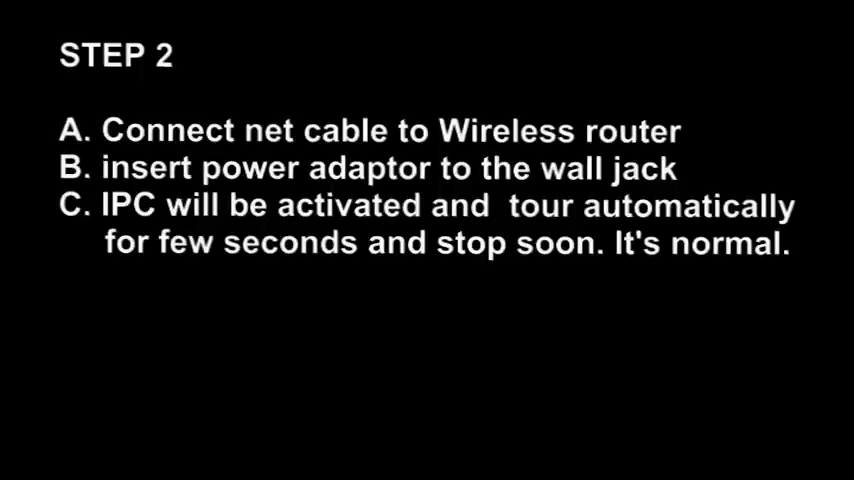 STEP 2
A. Connect net cable to Wireless router
B. insert power adaptor to the wall jack
C. IPC will be activated and  tour automatically
for few seconds and stop soon. It's normal.